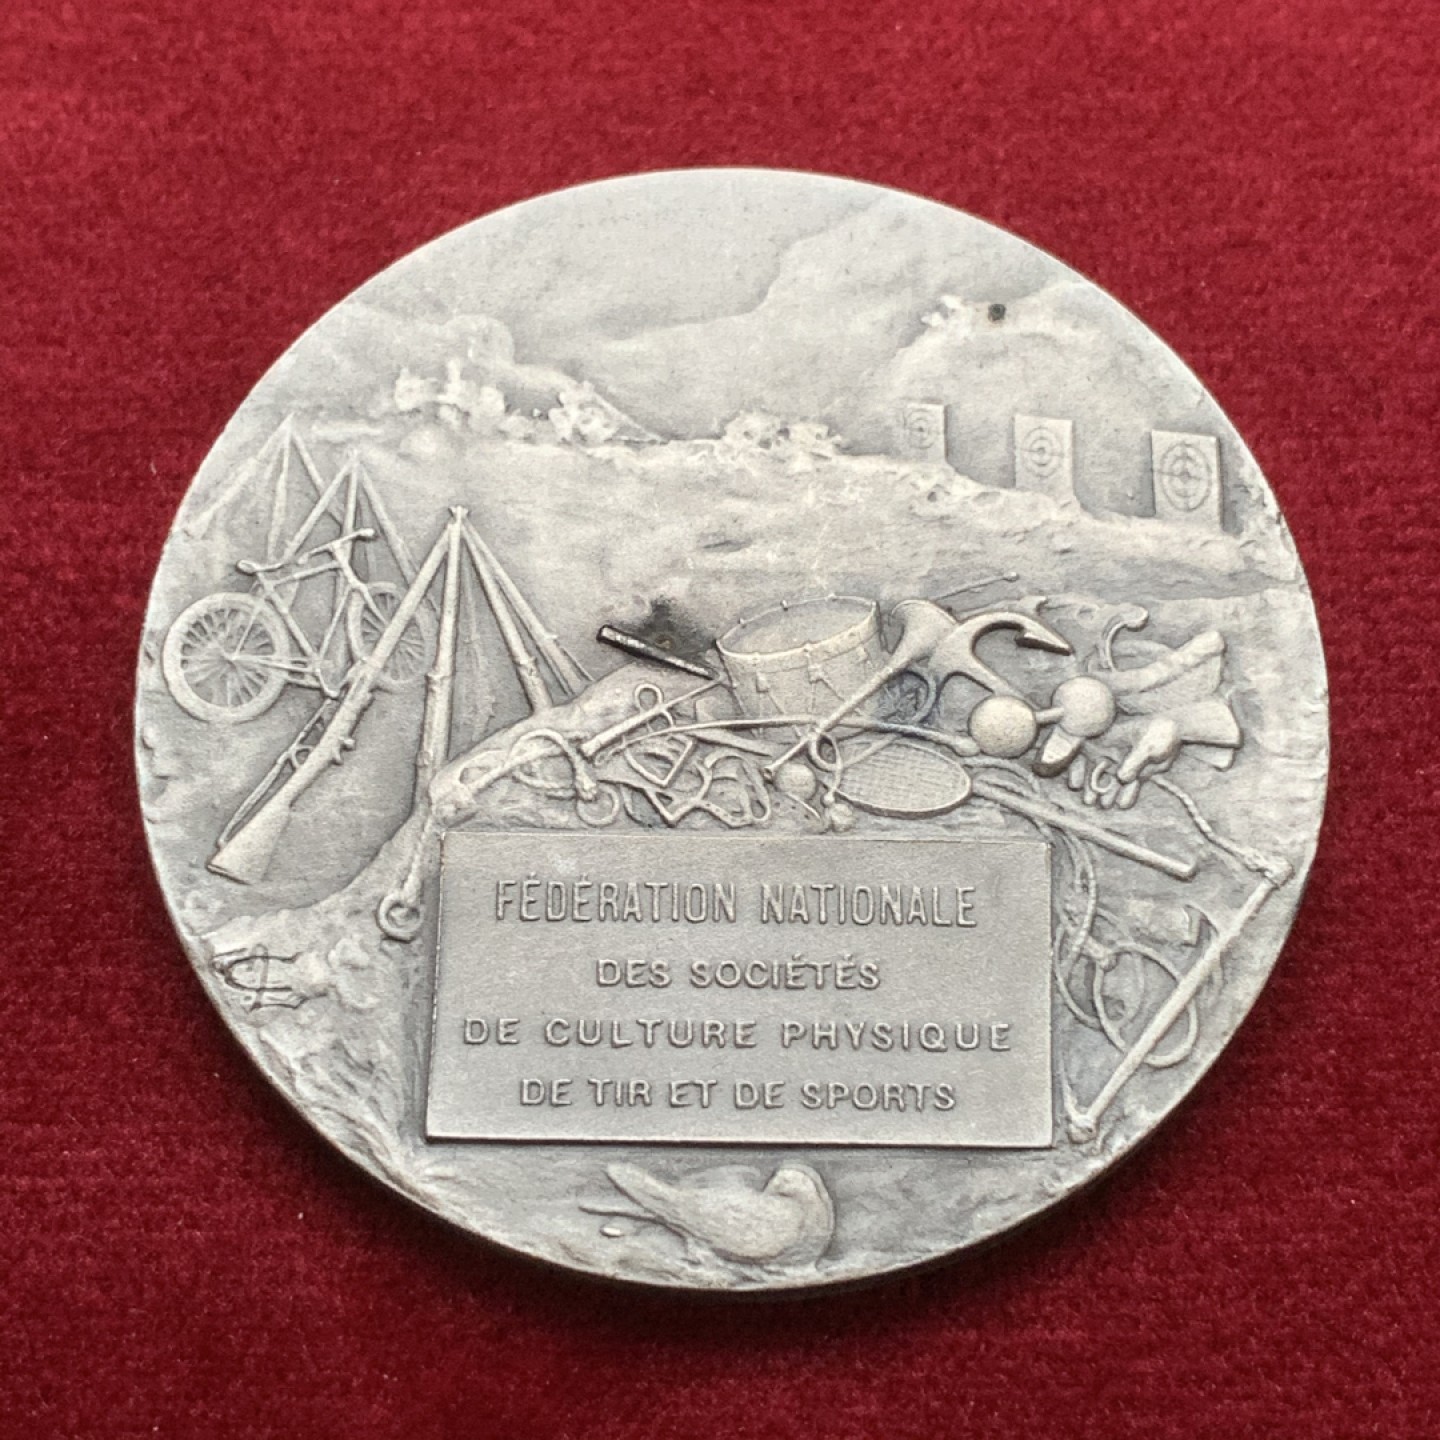 FÉDÉRATION NATIONALE
DES SOCIÉTÉS
DE CULTURE PHYSIQUE
DE TIR ET DE SPORTS